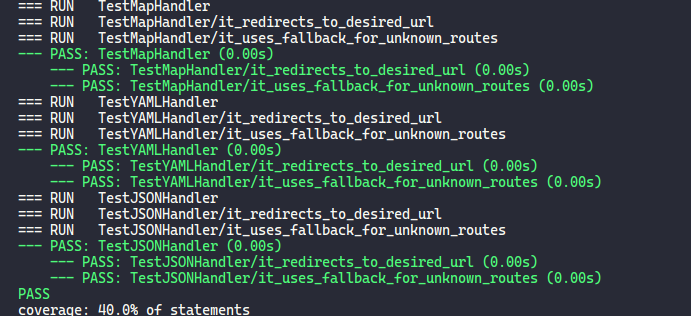 === RUN   TestMapHandler
=== RUN   TestMapHandler/it_redirects_to_desired_url
=== RUN   TestMapHandler/it_uses_fallback_for_unknown_routes
--- PASS: TestMapHandler (0.00s)
    --- PASS: TestMapHandler/it_redirects_to_desired_url (0.00s)
    --- PASS: TestMapHandler/it_uses_fallback_for_unknown_routes (0.00s)
=== RUN   TestYAMLHandler
=== RUN   TestYAMLHandler/it_redirects_to_desired_url
=== RUN   TestYAMLHandler/it_uses_fallback_for_unknown_routes
--- PASS: TestYAMLHandler (0.00s)
    --- PASS: TestYAMLHandler/it_redirects_to_desired_url (0.00s)
    --- PASS: TestYAMLHandler/it_uses_fallback_for_unknown_routes (0.00s)
=== RUN   TestJSONHandler
=== RUN   TestJSONHandler/it_redirects_to_desired_url
=== RUN   TestJSONHandler/it_uses_fallback_for_unknown_routes
--- PASS: TestJSONHandler (0.00s)
    --- PASS: TestJSONHandler/it_redirects_to_desired_url (0.00s)
    --- PASS: TestJSONHandler/it_uses_fallback_for_unknown_routes (0.00s)
PASS
coverage: 40.0% of statements